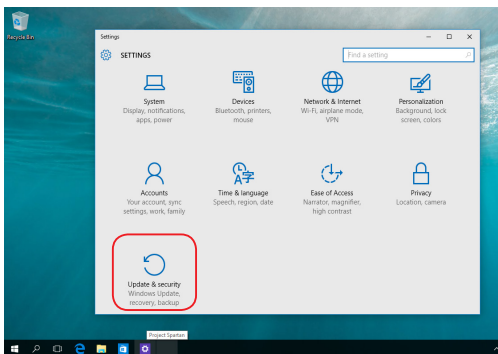 Recycle Bin
Settings
SETTINGS
Find a setting
System
Display, notifications,
apps, power
Devices
Bluetooth, printers,
mouse
Network & Internet
Wi-Fi, airplane mode,
VPN
Personalization
Background, lock
screen, colors
Accounts
Your account, sync
settings, work, family
Time & language
Speech, region, date
Ease of Access
Narrator, magnifier,
high contrast
Privacy
Location, camera
Update & security
Windows Update,
recovery, backup
Project Spartan